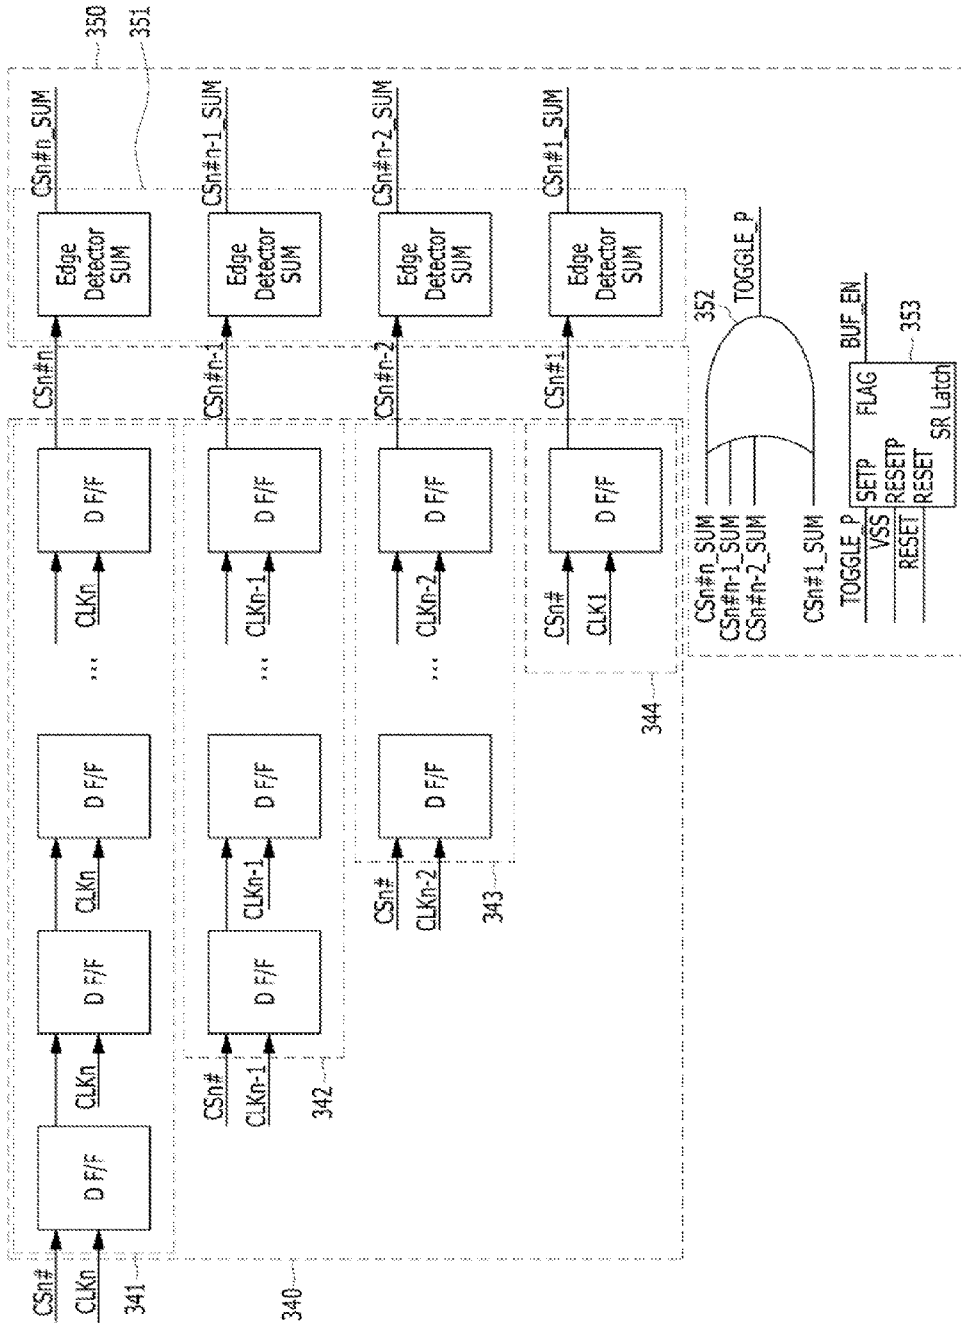 350
351
CSn#
CLKn
D F/F
CLKn
D F/F
CLKn
D F/F
...
CLKn
D F/F
CSn#n
Edge
Detector
SUM
CSn#n_SUM
341
CSn#
CLKn-1
D F/F
CLKn-1
D F/F
...
CLKn-1
D F/F
CSn#n-1
Edge
Detector
SUM
CSn#n-1_SUM
342
340
CSn#
CLKn-2
D F/F
...
CLKn-2
D F/F
CSn#n-2
Edge
Detector
SUM
CSn#n-2_SUM
343
CSn#
CLK1
D F/F
CSn#1
Edge
Detector
SUM
CSn#1_SUM
344
CSn#n_SUM
CSn#n-1_SUM
CSn#n-2_SUM
CSn#1_SUM
352
TOGGLE_P
TOGGLE_P
VSS
RESET
SETP
RESETP
RESET
FLAG
SR Latch
BUF_EN
353